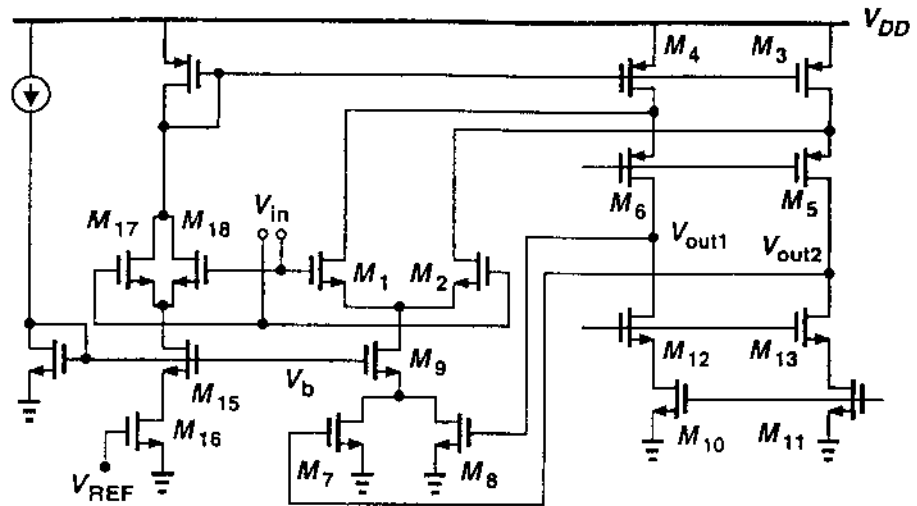 V_DD
M_4
M_3
M_6
M_5
M_17
M_18
V_in
M_1
M_2
V_out1
V_out2
M_12
M_13
M_9
V_b
M_15
M_16
V_REF
M_7
M_8
M_10
M_11